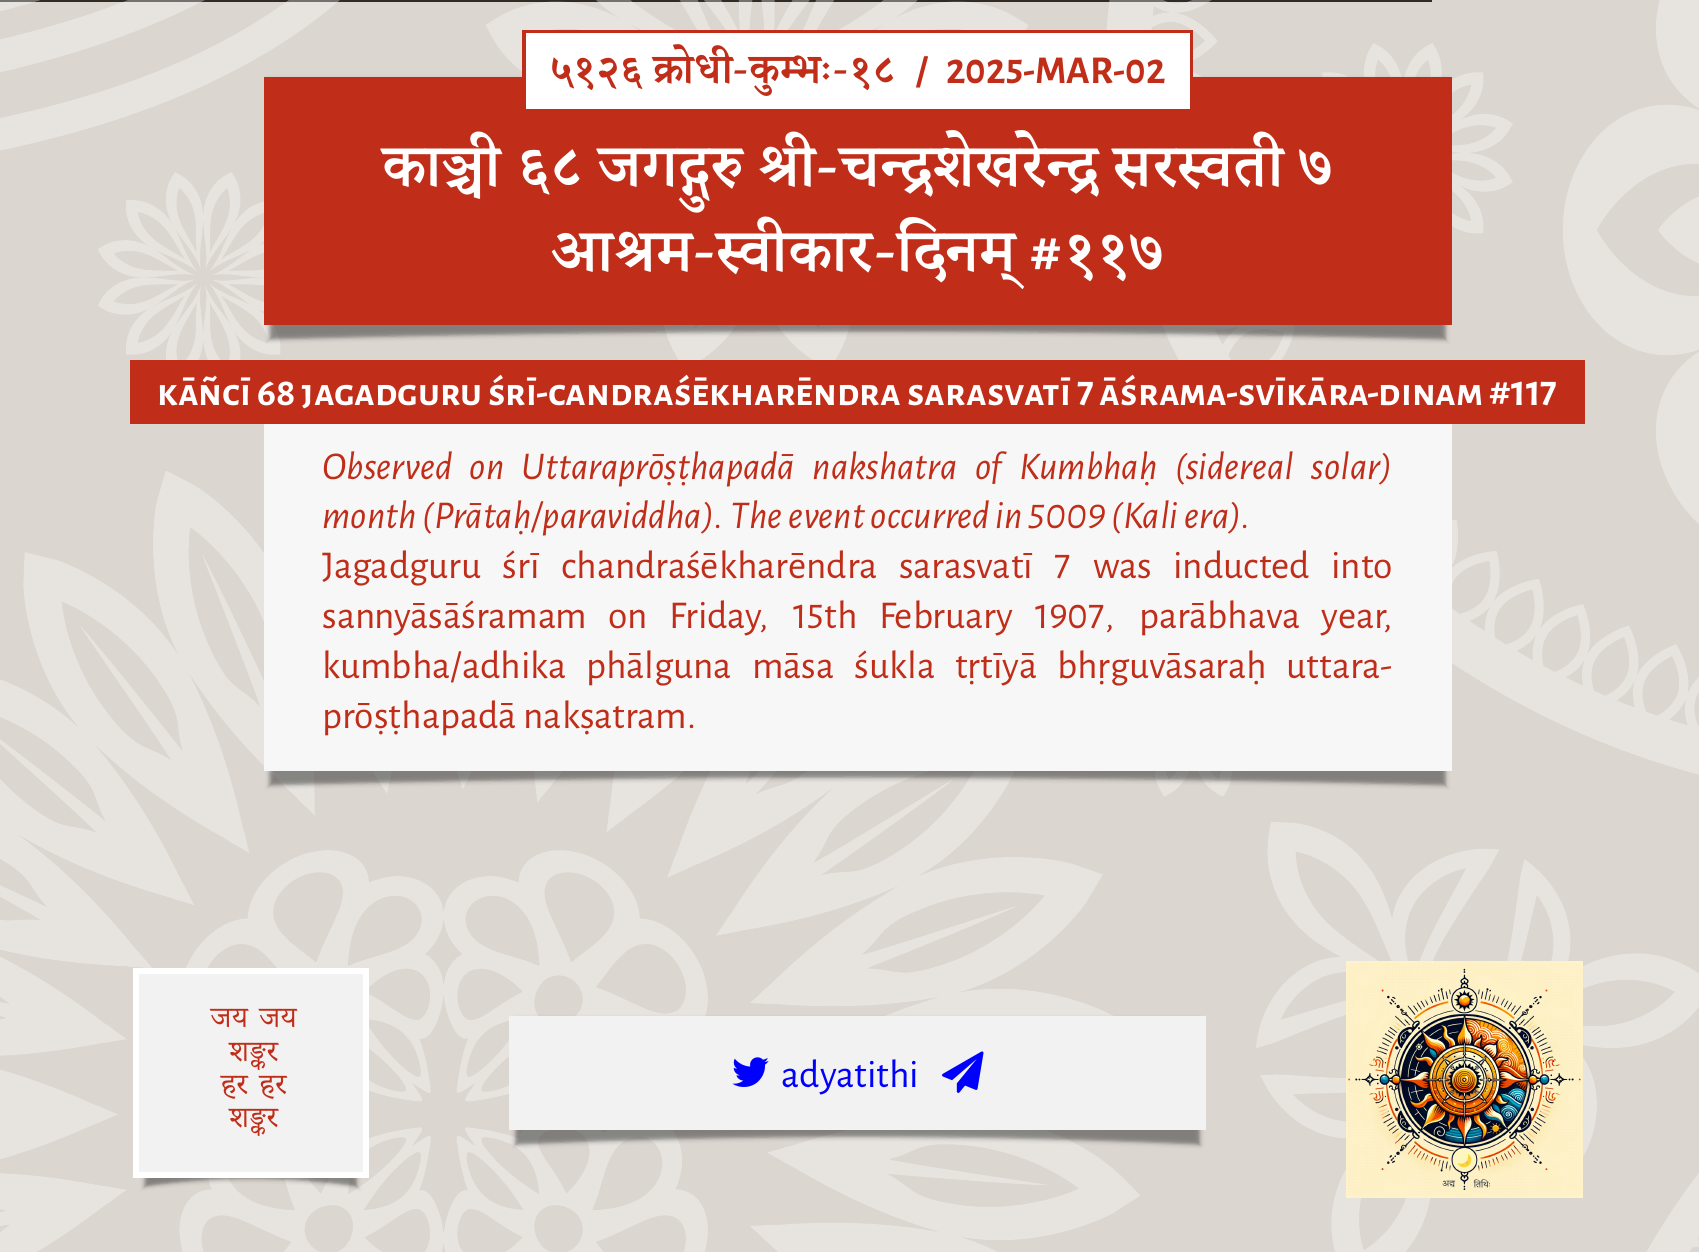 ५१२६ क्रोधी-कुम्भः-१८ / 2025-MAR-02
काञ्ची ६८ जगद्गुरु श्री-चन्द्रशेखरेन्द्र सरस्वती ७
आश्रम-स्वीकार-दिनम् #११७
KĀÑCĪ 68 JAGADGURU ŚRĪ-CANDRAŚĒKHARĒNDRA SARASVATĪ 7 ĀŚRAMA-SVĪKĀRA-DINAM #117
Observed on Uttaraprōṣṭhapadā nakshatra of Kumbhaḥ (sidereal solar)
month (Prātaḥ/paraviddha). The event occurred in 5009 (Kali era).
Jagadguru śrī chandraśēkharēndra sarasvatī 7 was inducted into
sannyāsāśramam on Friday, 15th February 1907, parābhava year,
kumbha/adhika phālguna māsa śukla tṛtīyā bhṛguvāsaraḥ uttara-
prōṣṭhapadā nakṣatram.
जय जय
शङ्कर
हर हर
शङ्कर
adyatithi
अद्य तिथिः